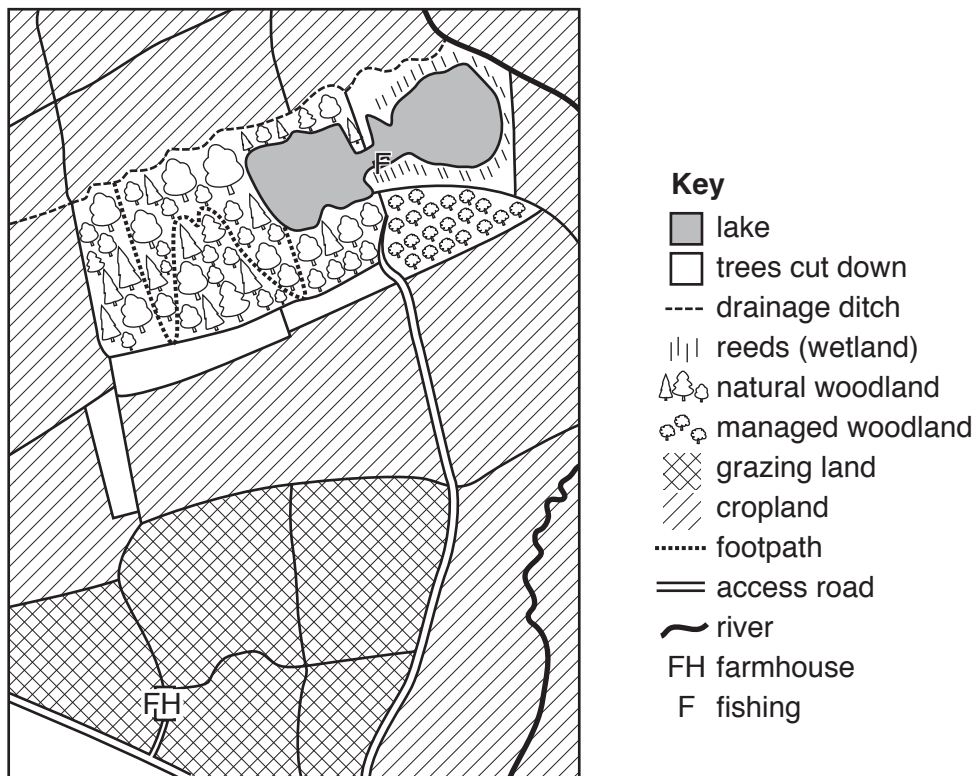 F
FH
Key
lake
trees cut down
drainage ditch
reeds (wetland)
natural woodland
managed woodland
grazing land
cropland
footpath
access road
river
FH farmhouse
F fishing